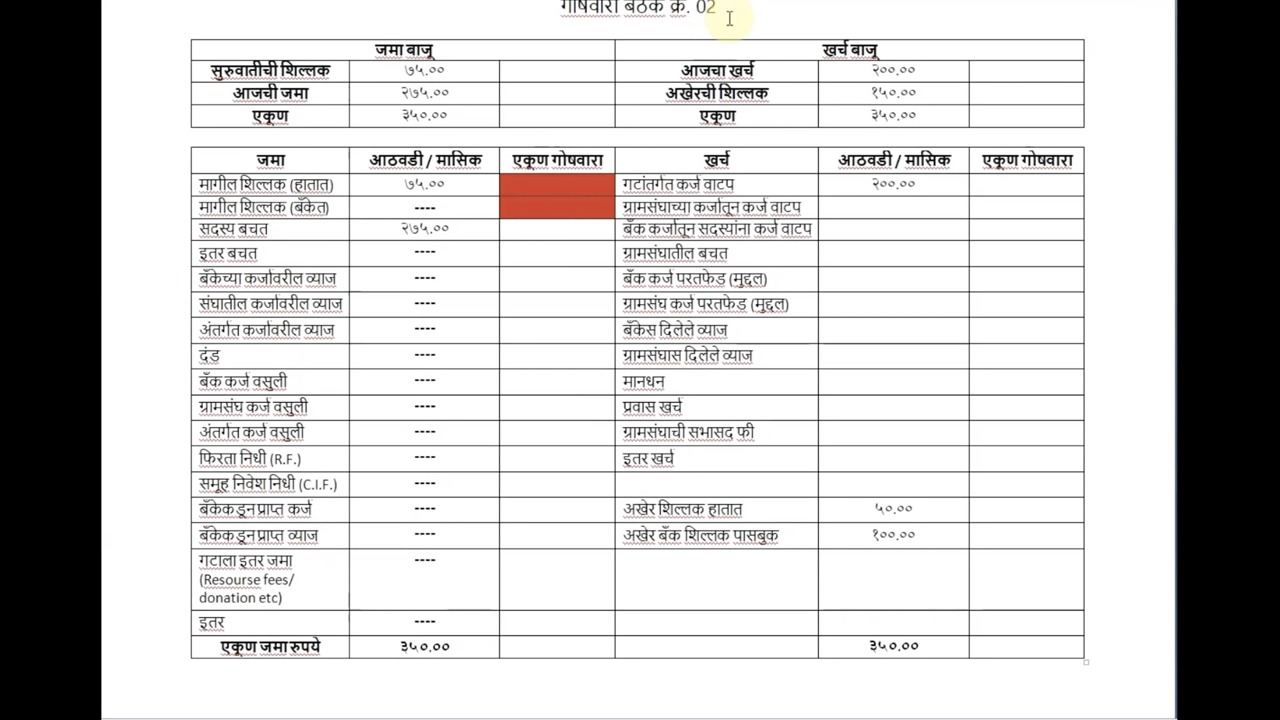 गोषवारा बैठक क्र. 02
जमा बाजू खर्च बाजू
सुरुवातीची शिल्लक ७५.०० आजचा खर्च २००.००
आजची जमा २७५.०० अखेरची शिल्लक १५०.००
एकूण ३५०.०० एकूण ३५०.००
जमा आठवडी / मासिक एकूण गोषवारा खर्च आठवडी / मासिक एकूण गोषवारा
मागील शिल्लक (हातात) ७५.०० गटांतर्गत कर्ज वाटप २००.००
मागील शिल्लक (बँकेत) ---- ग्रामसंघाच्या कर्जातून कर्ज वाटप
सदस्य बचत २७५.०० बँक कर्जातून सदस्यांना कर्ज वाटप
इतर बचत ---- ग्रामसंघातील बचत
बँकेच्या कर्जावरील व्याज ---- बँक कर्ज परतफेड (मुद्दल)
संघातील कर्जावरील व्याज ---- ग्रामसंघ कर्ज परतफेड (मुद्दल)
अंतर्गत कर्जावरील व्याज ---- बँकेस दिलेले व्याज
दंड ---- ग्रामसंघास दिलेले व्याज
बँक कर्ज वसुली ---- मानधन
ग्रामसंघ कर्ज वसुली ---- प्रवास खर्च
अंतर्गत कर्ज वसुली ---- ग्रामसंघाची सभासद फी
फिरता निधी (R.F.) ---- इतर खर्च
समूह निवेश निधी (C.I.F.) ----
बँकेकडून प्राप्त कर्ज ---- अखेर शिल्लक हातात ५०.००
बँकेकडून प्राप्त व्याज ---- अखेर बँक शिल्लक पासबुक १००.००
गटाला इतर जमा ----
(Resourse fees/
donation etc)
इतर ----
एकूण जमा रुपये ३५०.०० ३५०.००